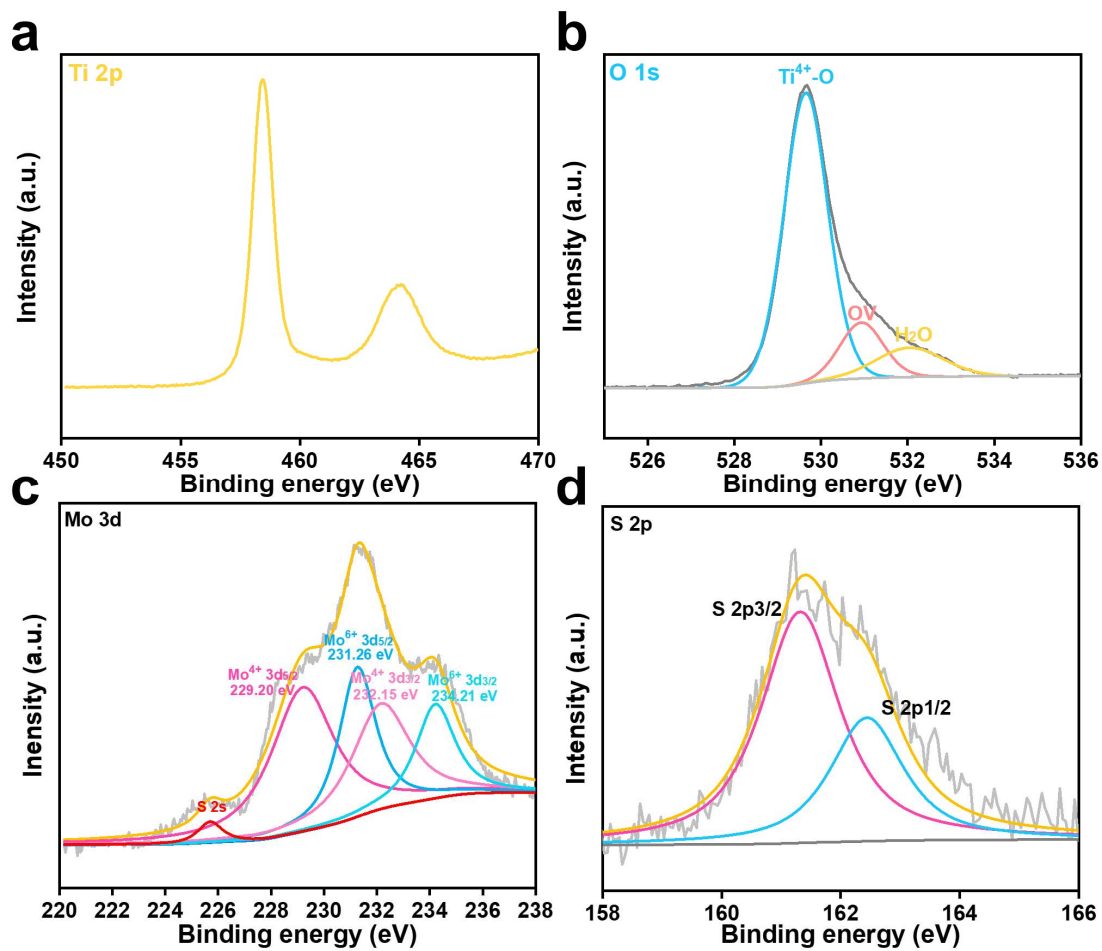 a
Ti 2p
Intensity (a.u.)
450 455 460 465 470
Binding energy (eV)
b
O 1s
Ti⁴⁺-O
OV
H₂O
Intensity (a.u.)
526 528 530 532 534 536
Binding energy (eV)
c
Mo 3d
Mo⁶⁺ 3d5/2
231.26 eV
Mo⁴⁺ 3d5/2
229.20 eV
Mo⁴⁺ 3d3/2
232.15 eV
Mo⁶⁺ 3d3/2
234.21 eV
S 2s
Inensity (a.u.)
220 222 224 226 228 230 232 234 236 238
Binding energy (eV)
d
S 2p
S 2p3/2
S 2p1/2
Intensity (a.u.)
158 160 162 164 166
Binding energy (eV)